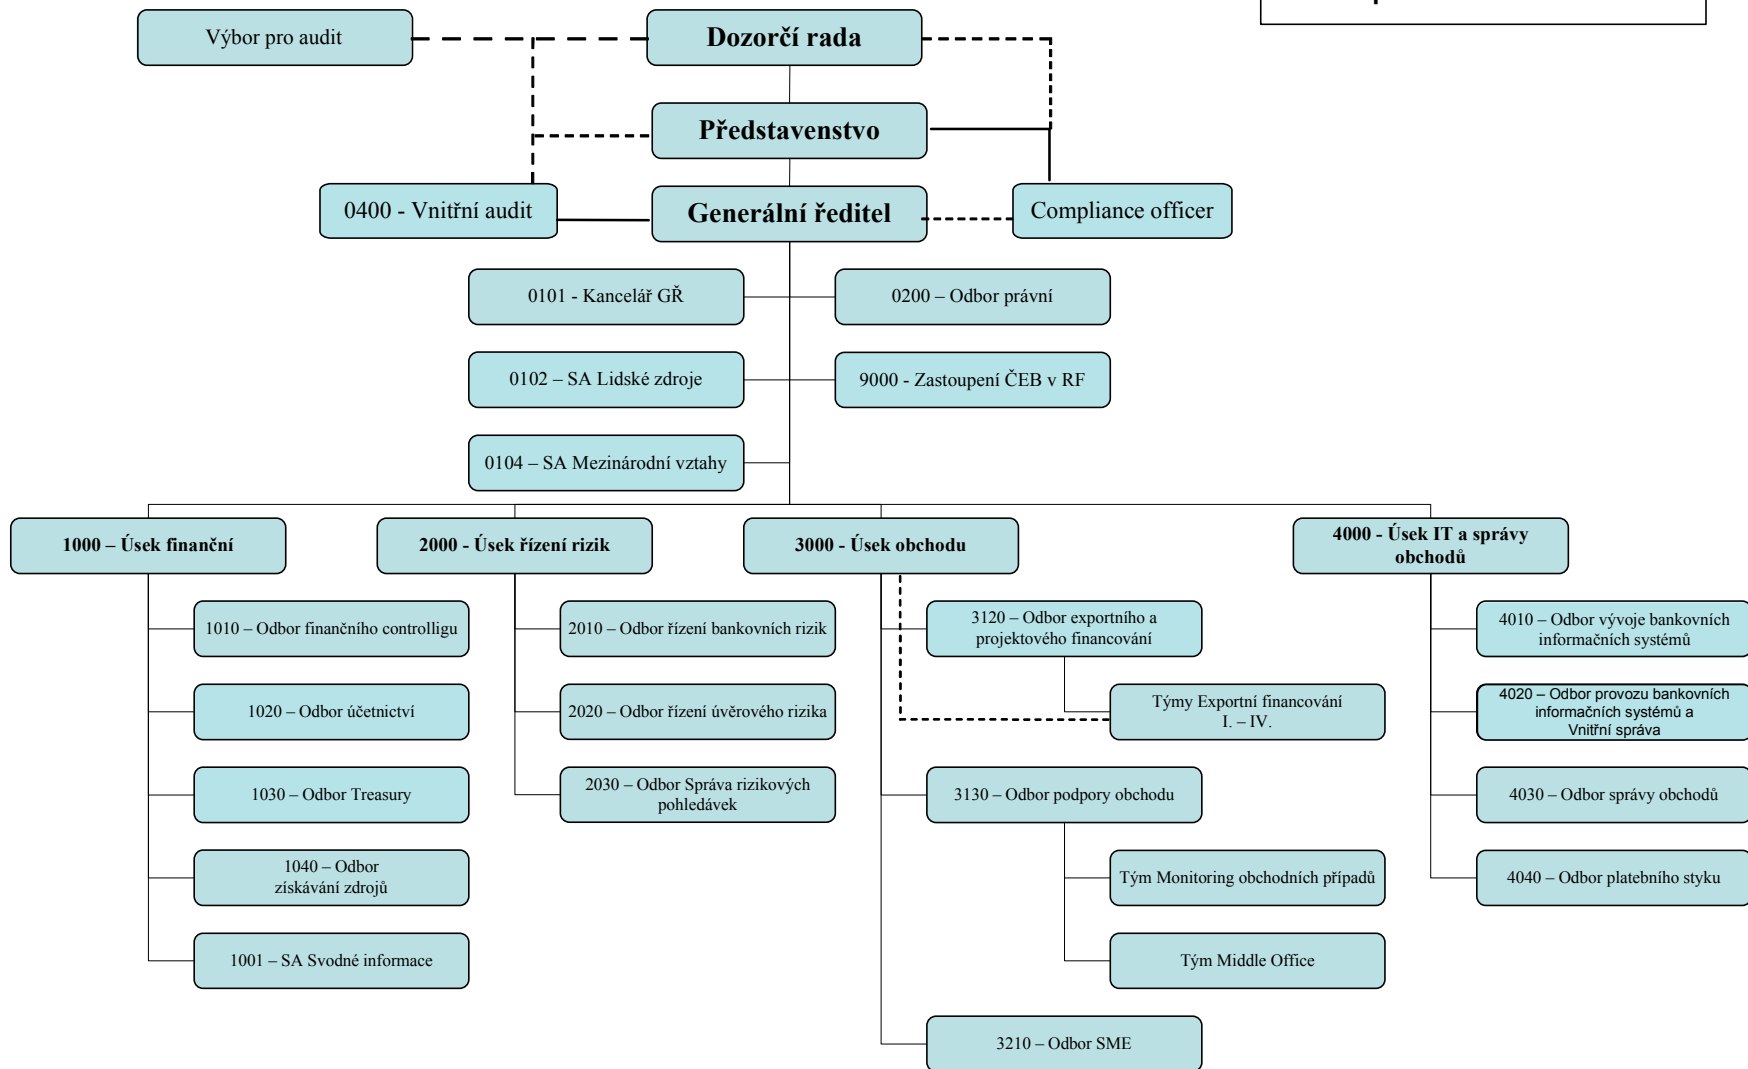 Výbor pro audit
Dozorčí rada
Představenstvo
0400 - Vnitřní audit
Generální ředitel
Compliance officer
0101 - Kancelář GŘ
0200 – Odbor právní
0102 – SA Lidské zdroje
9000 - Zastoupení ČEB v RF
0104 – SA Mezinárodní vztahy
1000 – Úsek finanční
1010 – Odbor finančního controlligu
1020 – Odbor účetnictví
1030 – Odbor Treasury
1040 – Odbor
získávání zdrojů
1001 – SA Svodné informace
2000 - Úsek řízení rizik
2010 – Odbor řízení bankovních rizik
2020 – Odbor řízení úvěrového rizika
2030 – Odbor Správa rizikových
pohledávek
3000 - Úsek obchodu
3120 – Odbor exportního a
projektového financování
Týmy Exportní financování
I. – IV.
3130 – Odbor podpory obchodu
Tým Monitoring obchodních případů
Tým Middle Office
3210 – Odbor SME
4000 - Úsek IT a správy
obchodů
4010 – Odbor vývoje bankovních
informačních systémů
4020 – Odbor provozu bankovních
informačních systémů a
Vnitřní správa
4030 – Odbor správy obchodů
4040 – Odbor platebního styku